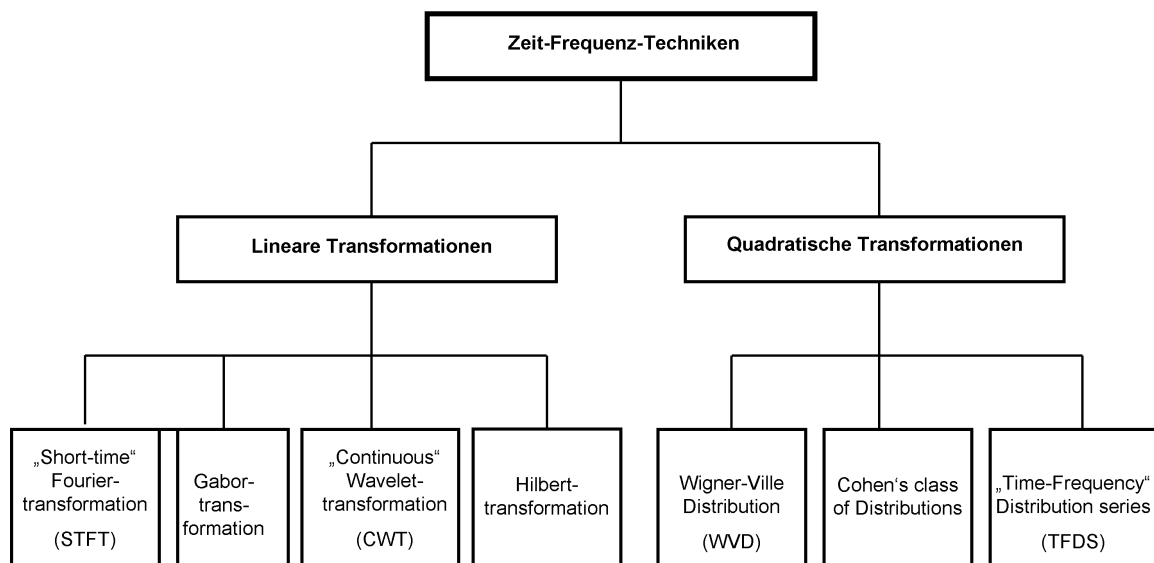 Zeit-Frequenz-Techniken
Lineare Transformationen
Quadratische Transformationen
„Short-time“
Fourier-
transformation
(STFT)
Gabor-
trans-
formation
„Continuous“
Wavelet-
transformation
(CWT)
Hilbert-
transformation
Wigner-Ville
Distribution
(WVD)
Cohen‘s class
of Distributions
„Time-Frequency“
Distribution series
(TFDS)